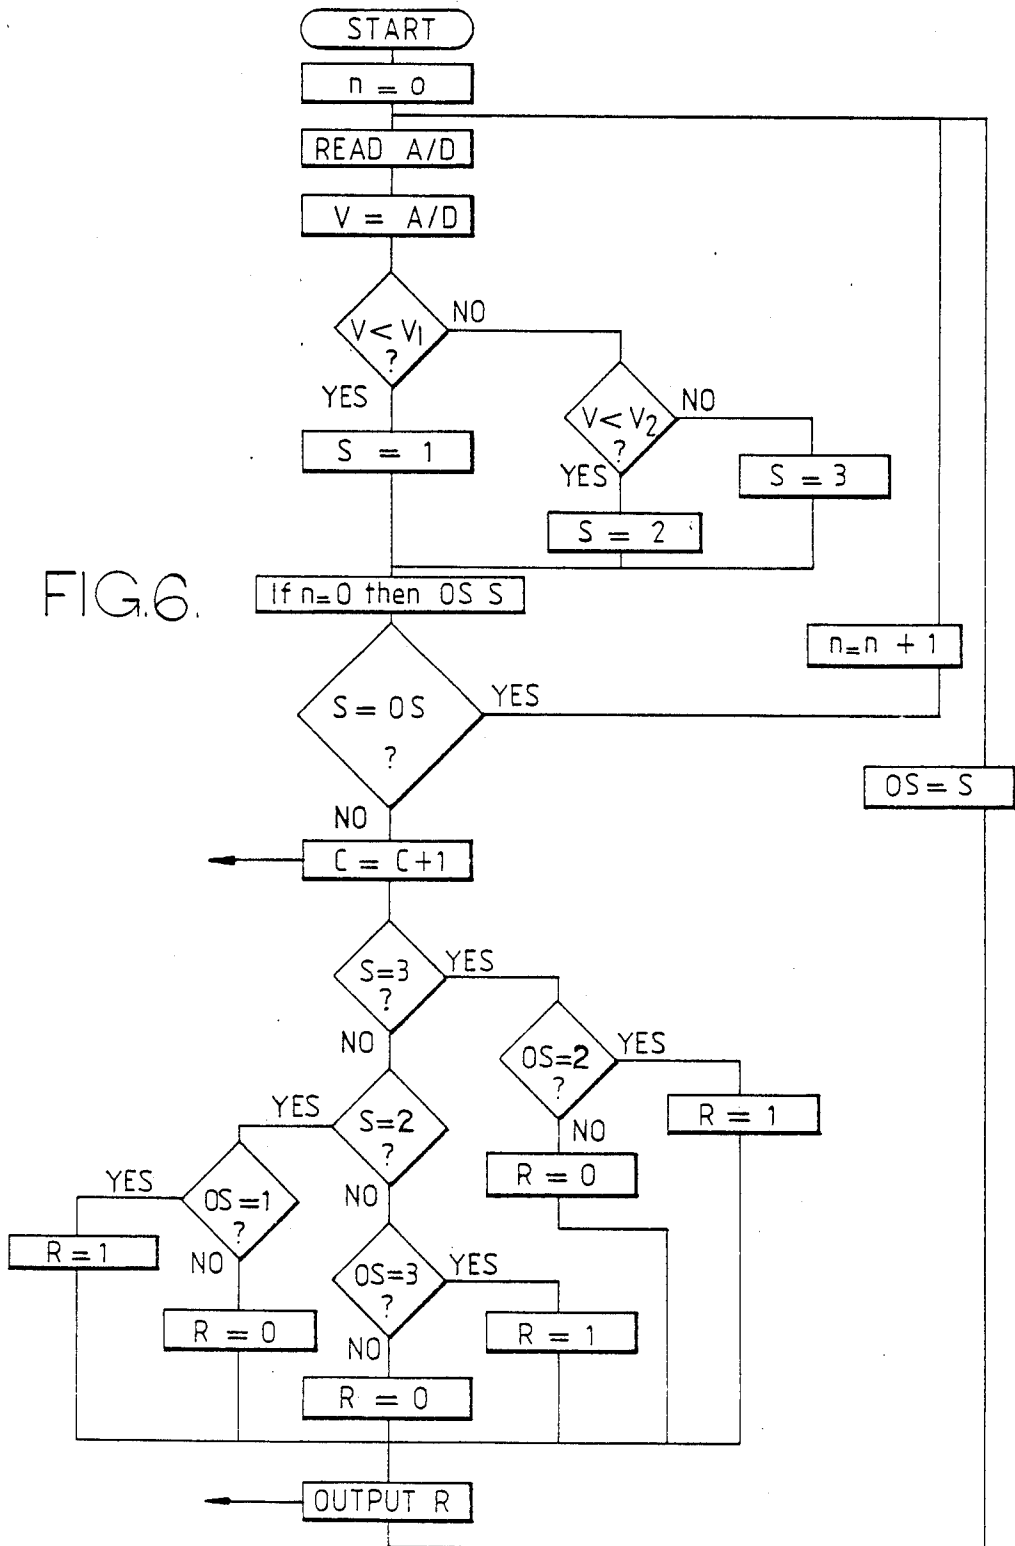 START
n = 0
READ A/D
V = A/D
V < V1
?
NO
YES
V < V2
?
NO
YES
S = 1
S = 3
S = 2
FIG.6.
If n=0 then OS S
n=n + 1
S = OS
?
YES
NO
OS = S
C = C+1
S=3
?
YES
NO
OS=2
?
YES
NO
R = 1
R = 0
S=2
?
YES
NO
OS=1
?
YES
NO
R = 1
R = 0
OS=3
?
YES
NO
R = 1
R = 0
OUTPUT R